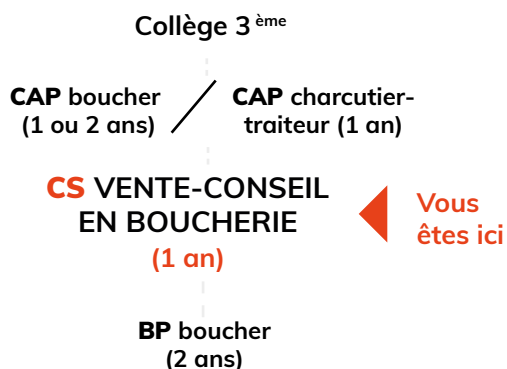 Collège 3 ème
CAP boucher
(1 ou 2 ans)
CAP charcutier-
traiteur (1 an)
CS VENTE-CONSEIL
EN BOUCHERIE
(1 an)
Vous
êtes ici
BP boucher
(2 ans)